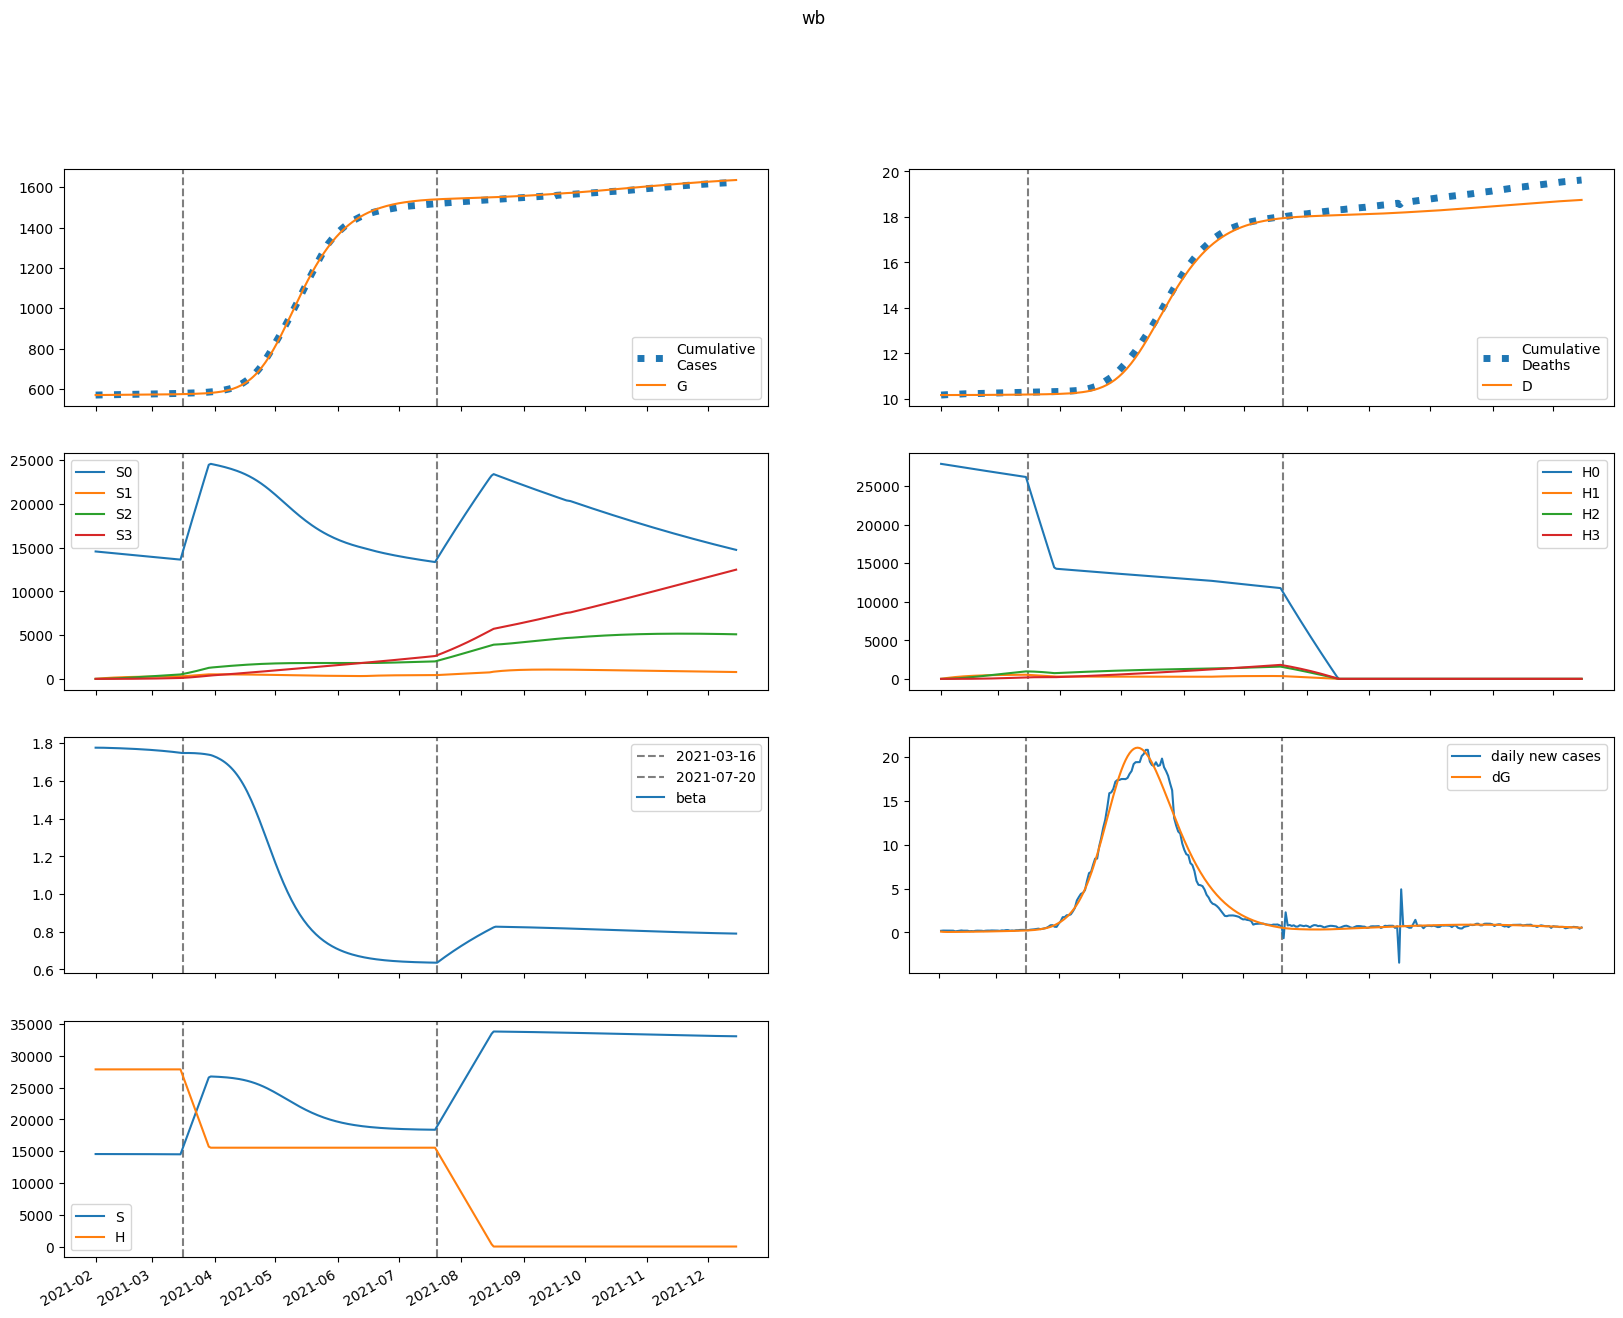 wb
1600
1400
1200
1000
800
600
Cumulative
Cases
G
20
18
16
14
12
10
Cumulative
Deaths
D
25000
20000
15000
10000
5000
0
S0
S1
S2
S3
25000
20000
15000
10000
5000
0
H0
H1
H2
H3
1.8
1.6
1.4
1.2
1.0
0.8
0.6
2021-03-16
2021-07-20
beta
20
15
10
5
0
daily new cases
dG
35000
30000
25000
20000
15000
10000
5000
0
S
H
2021-02
2021-03
2021-04
2021-05
2021-06
2021-07
2021-08
2021-09
2021-10
2021-11
2021-12